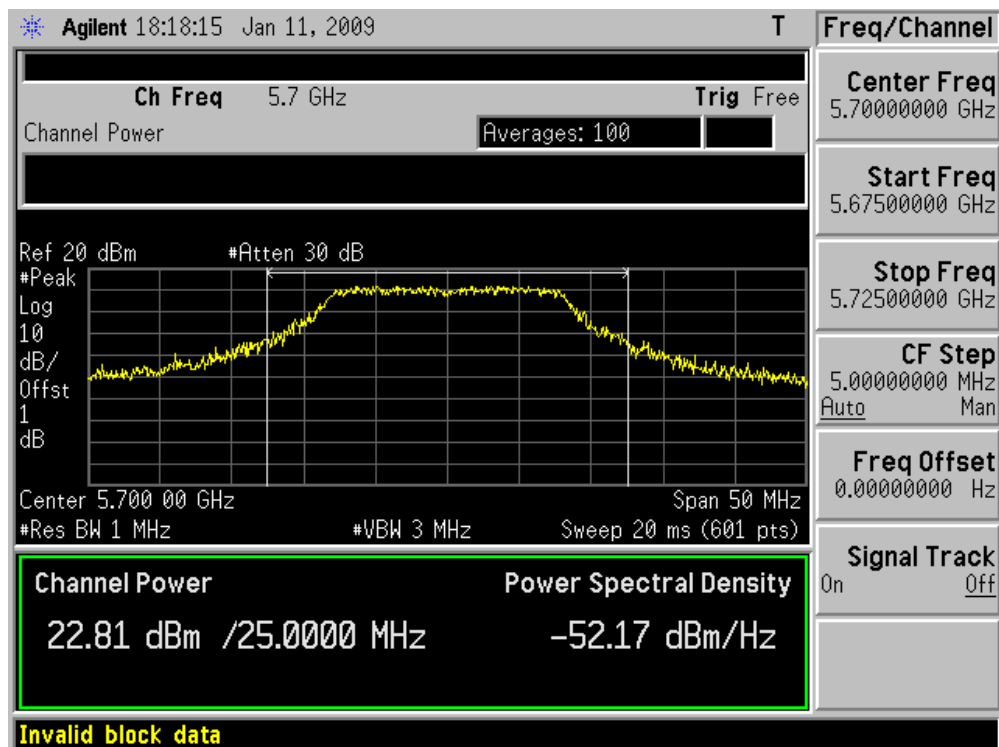 Agilent 18:18:15 Jan 11, 2009 T
Ch Freq 5.7 GHz Trig Free
Channel Power Averages: 100
Ref 20 dBm #Atten 30 dB
#Peak
Log
10
dB/
Offst
1
dB
Center 5.700 00 GHz Span 50 MHz
#Res BW 1 MHz #VBW 3 MHz Sweep 20 ms (601 pts)
Channel Power Power Spectral Density
22.81 dBm /25.0000 MHz -52.17 dBm/Hz
Invalid block data
Freq/Channel
Center Freq
5.70000000 GHz
Start Freq
5.67500000 GHz
Stop Freq
5.72500000 GHz
CF Step
5.00000000 MHz
Auto Man
Freq Offset
0.00000000 Hz
Signal Track
On Off